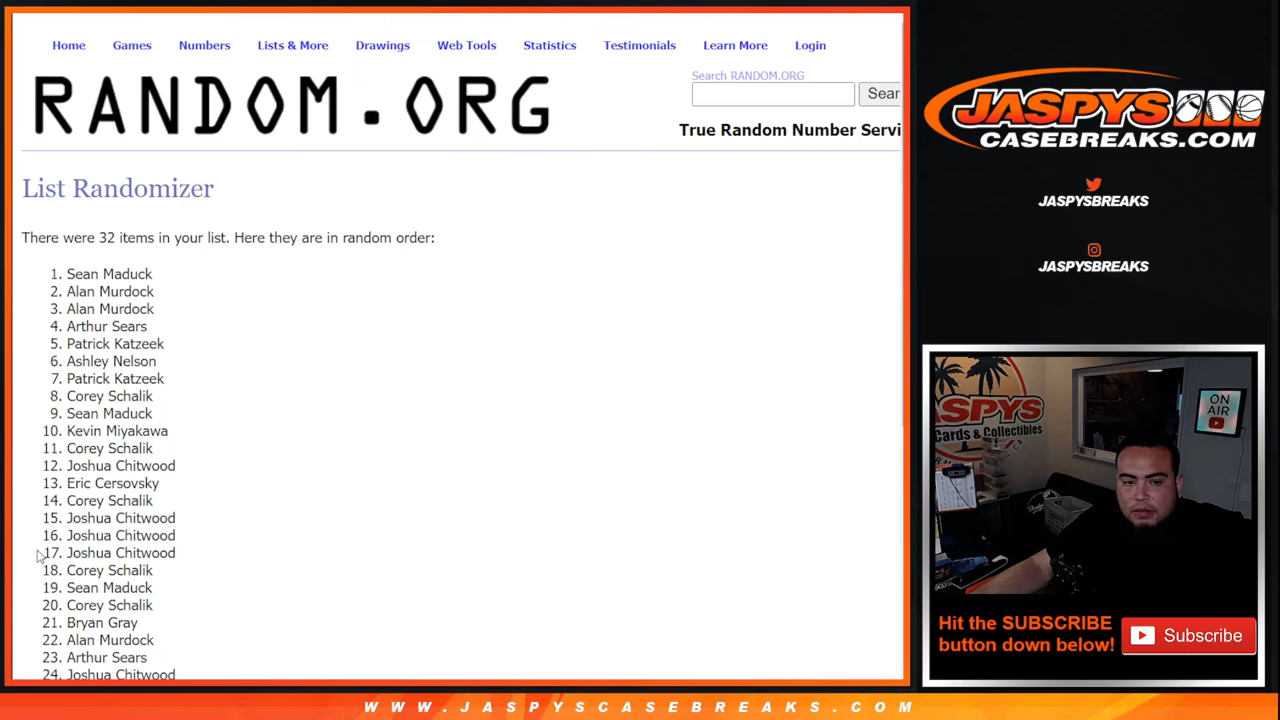 Home Games Numbers Lists & More Drawings Web Tools Statistics Testimonials Learn More Login
RANDOM.ORG
Search RANDOM.ORG
Sear
True Random Number Servi
List Randomizer
There were 32 items in your list. Here they are in random order:
1. Sean Maduck
2. Alan Murdock
3. Alan Murdock
4. Arthur Sears
5. Patrick Katzeek
6. Ashley Nelson
7. Patrick Katzeek
8. Corey Schalik
9. Sean Maduck
10. Kevin Miyakawa
11. Corey Schalik
12. Joshua Chitwood
13. Eric Cersovsky
14. Corey Schalik
15. Joshua Chitwood
16. Joshua Chitwood
17. Joshua Chitwood
18. Corey Schalik
19. Sean Maduck
20. Corey Schalik
21. Bryan Gray
22. Alan Murdock
23. Arthur Sears
24. Joshua Chitwood
JASPYS
CASEBREAKS.COM
JASPYSBREAKS
JASPYSBREAKS
ASPYS
Cards & Collectibles
ON
AIR
Hit the SUBSCRIBE
button down below!
Subscribe
WWW.JASPYSCASEBREAKS.COM